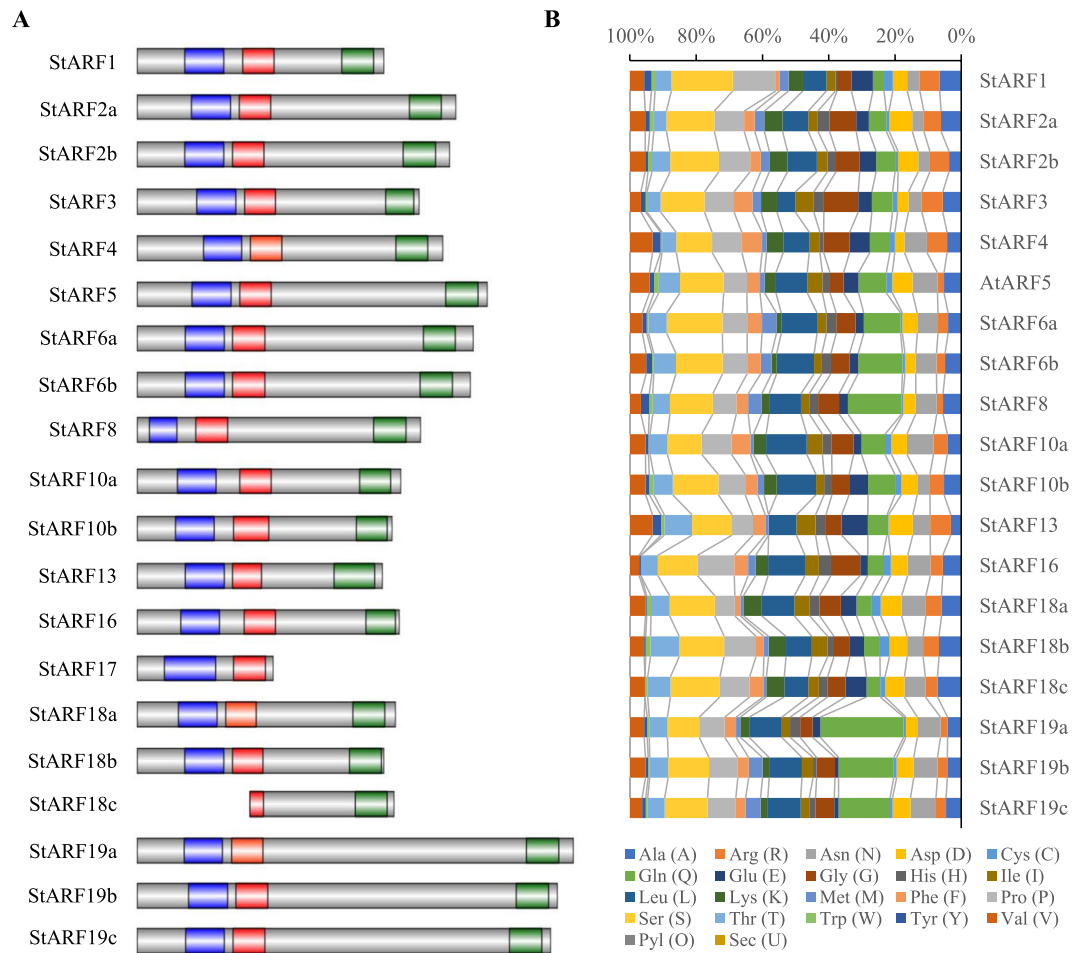 A
StARF1
StARF2a
StARF2b
StARF3
StARF4
StARF5
StARF6a
StARF6b
StARF8
StARF10a
StARF10b
StARF13
StARF16
StARF17
StARF18a
StARF18b
StARF18c
StARF19a
StARF19b
StARF19c
B
100% 80% 60% 40% 20% 0%
StARF1
StARF2a
StARF2b
StARF3
StARF4
AtARF5
StARF6a
StARF6b
StARF8
StARF10a
StARF10b
StARF13
StARF16
StARF18a
StARF18b
StARF18c
StARF19a
StARF19b
StARF19c
Ala (A) Arg (R) Asn (N) Asp (D) Cys (C)
Gln (Q) Glu (E) Gly (G) His (H) Ile (I)
Leu (L) Lys (K) Met (M) Phe (F) Pro (P)
Ser (S) Thr (T) Trp (W) Tyr (Y) Val (V)
Pyl (O) Sec (U)